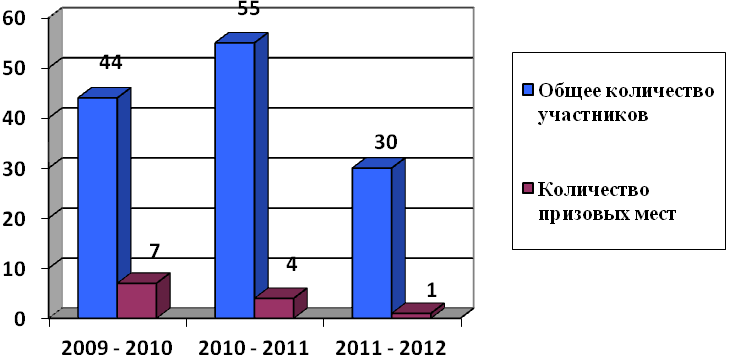 60
50
40
30
20
10
0
44
55
30
7
4
1
2009 - 2010
2010 - 2011
2011 - 2012
Общее количество
участников
Количество
призовых мест